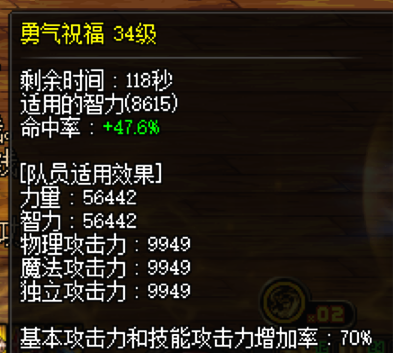 勇气祝福 34级
剩余时间：118秒
适用的智力(8615)
命中率：+47.6%
[队员适用效果]
力量：56442
智力：56442
物理攻击力：9949
魔法攻击力：9949
独立攻击力：9949
×02
基本攻击力和技能攻击力增加率：70%